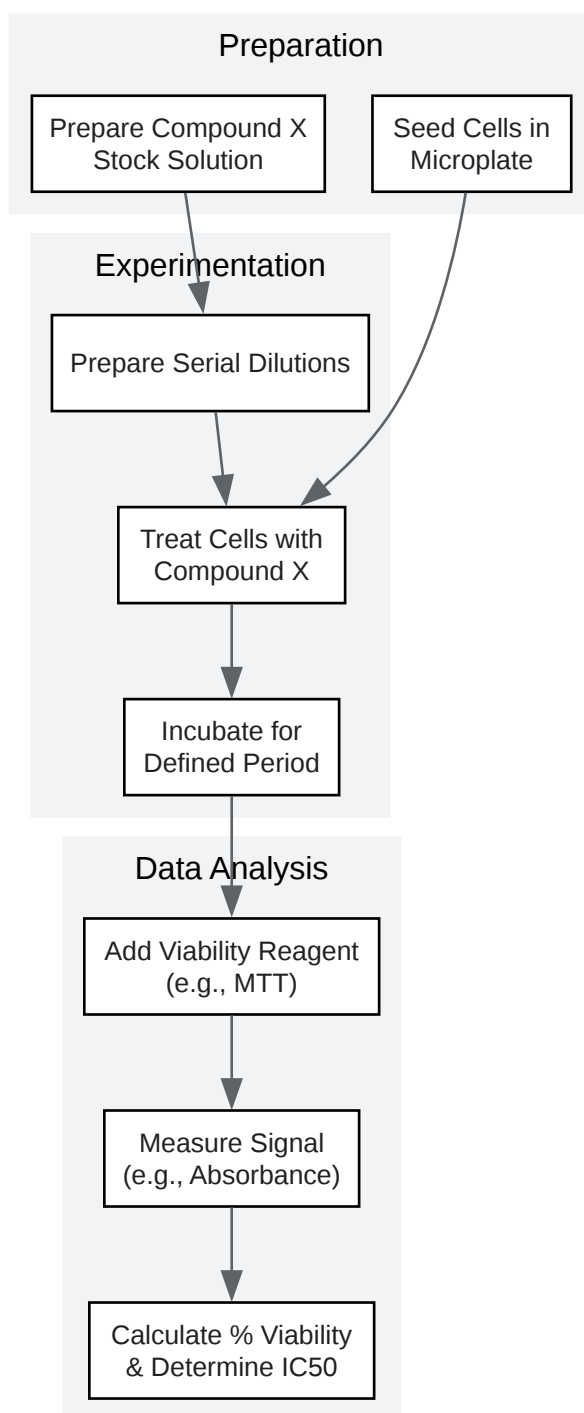 Preparation
Prepare Compound X
Stock Solution
Seed Cells in
Microplate
Experimentation
Prepare Serial Dilutions
Treat Cells with
Compound X
Incubate for
Defined Period
Data Analysis
Add Viability Reagent
(e.g., MTT)
Measure Signal
(e.g., Absorbance)
Calculate % Viability
& Determine IC50